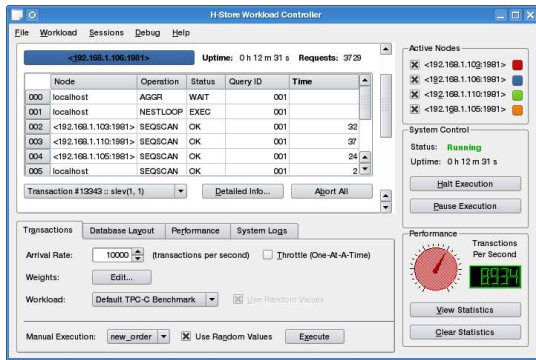 H-Store Workload Controller
File Workload Sessions Debug Help
<192.168.1.106:1981> Uptime: 0 h 12 m 31 s Requests: 3729
Node Operation Status Query ID Time
000 localhost AGGR WAIT 001
001 localhost NESTLOOP EXEC 001
002 <192.168.1.103:1981> SEQSCAN OK 001 32
003 <192.168.1.110:1981> SEQSCAN OK 001 37
004 <192.168.1.105:1981> SEQSCAN OK 001 24
005 localhost SEQSCAN OK 001 2
Transaction #13343 :: slev(1, 1) Detailed Info... Abort All
Transactions Database Layout Performance System Logs
Arrival Rate: 10000 (transactions per second) Throttle (One-At-A-Time)
Weights: Edit...
Workload: Default TPC-C Benchmark Use Random Values
Manual Execution: new_order Use Random Values Execute
Active Nodes
<192.168.1.103:1981>
<192.168.1.106:1981>
<192.168.1.110:1981>
<192.168.1.105:1981>
System Control
Status: Running
Uptime: 0 h 12 m 31 s
Halt Execution
Pause Execution
Performance
Transctions
Per Second
8934
View Statistics
Clear Statistics